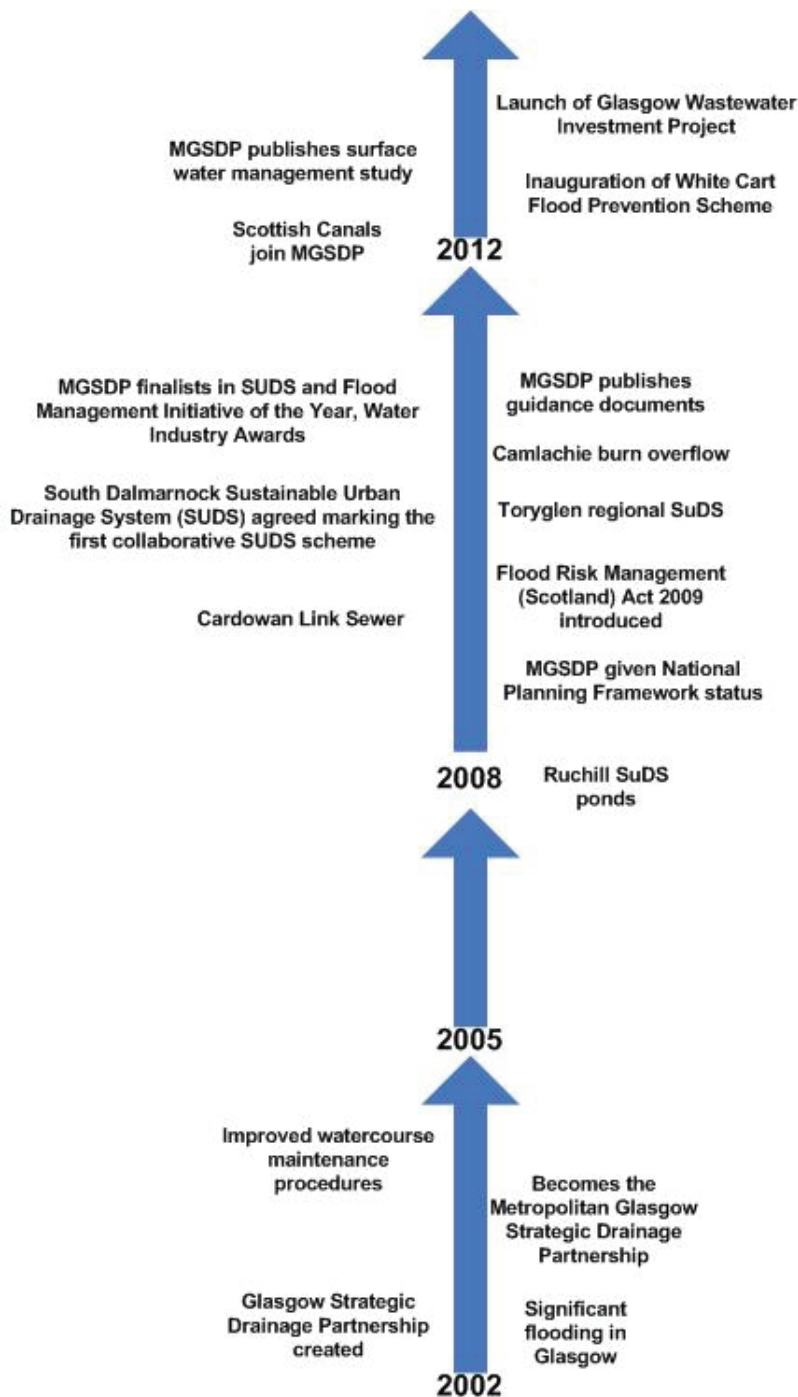 Launch of Glasgow Wastewater
Investment Project
MGSDP publishes surface
water management study
Inauguration of White Cart
Flood Prevention Scheme
Scottish Canals
join MGSDP
2012
MGSDP publishes
guidance documents
MGSDP finalists in SUDS and Flood
Management Initiative of the Year, Water
Industry Awards
Camlachie burn overflow
South Dalmarnock Sustainable Urban
Drainage System (SUDS) agreed marking the
first collaborative SUDS scheme
Toryglen regional SuDS
Flood Risk Management
(Scotland) Act 2009
introduced
Cardowan Link Sewer
MGSDP given National
Planning Framework status
2008
Ruchill SuDS
ponds
2005
Improved watercourse
maintenance
procedures
Becomes the
Metropolitan Glasgow
Strategic Drainage
Partnership
Glasgow Strategic
Drainage Partnership
created
Significant
flooding in
Glasgow
2002